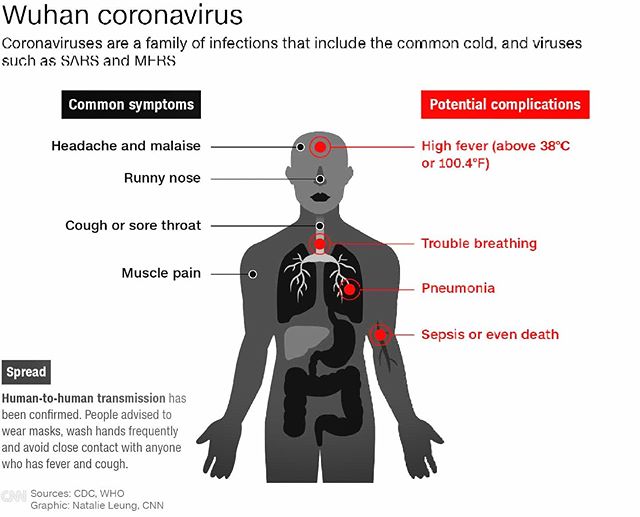 Wuhan coronavirus
Coronaviruses are a family of infections that include the common cold, and viruses
such as SARS and MERS
Common symptoms
Potential complications
Headache and malaise
High fever (above 38°C
or 100.4°F)
Runny nose
Cough or sore throat
Trouble breathing
Muscle pain
Pneumonia
Sepsis or even death
Spread
Human-to-human transmission has
been confirmed. People advised to
wear masks, wash hands frequently
and avoid close contact with anyone
who has fever and cough.
CNN
Sources: CDC, WHO
Graphic: Natalie Leung, CNN